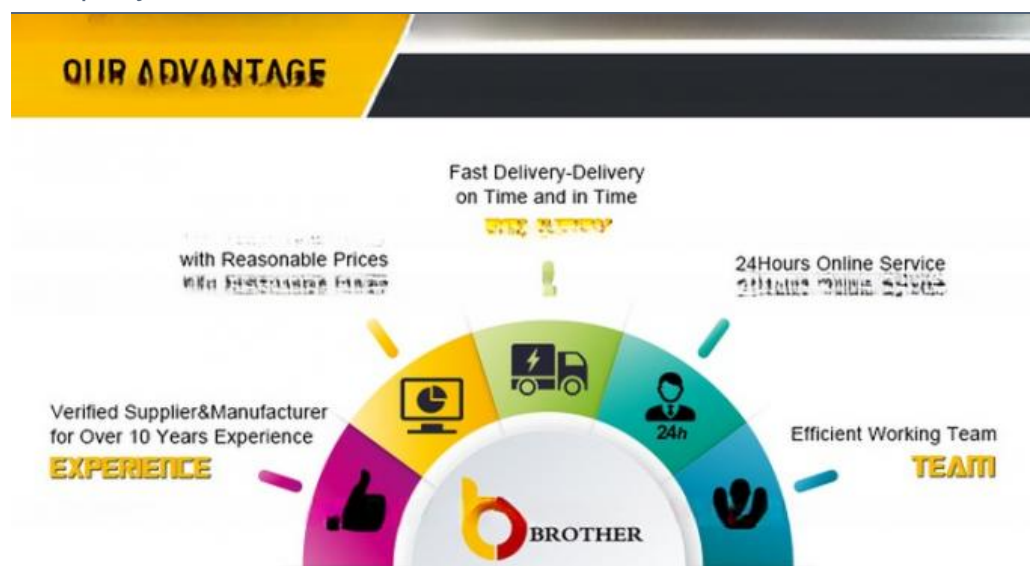 OUR ADVANTAGE
Fast Delivery-Delivery
on Time and in Time
with Reasonable Prices
24Hours Online Service
Verified Supplier&Manufacturer
for Over 10 Years Experience
EXPERIENCE
Efficient Working Team
TEAM
24h
BROTHER